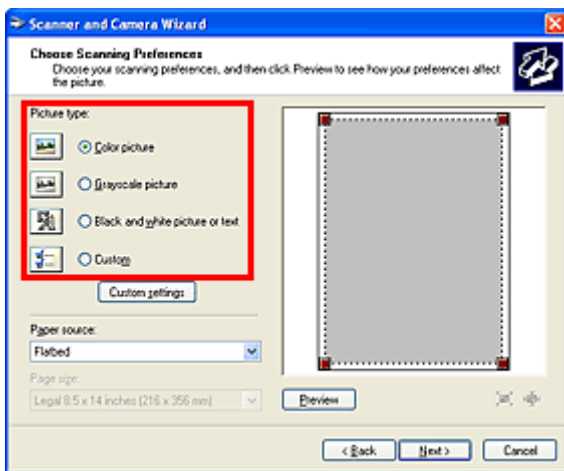 Scanner and Camera Wizard
Choose Scanning Preferences
Choose your scanning preferences, and then click Preview to see how your preferences affect
the picture.
Picture type:
Color picture
Grayscale picture
Black and white picture or text
Custom
Custom settings
Paper source:
Flatbed
Page size:
Legal 8.5 x 14 inches (216 x 356 mm)
Preview
< Back
Next >
Cancel